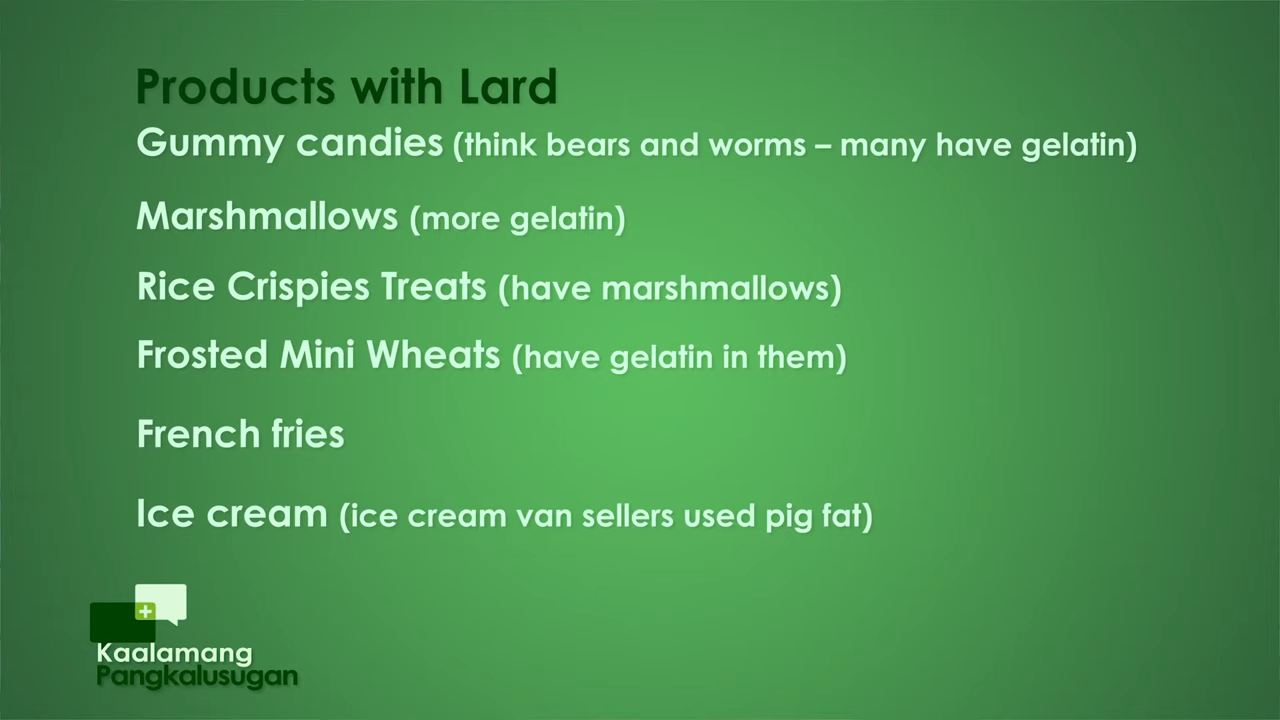 Products with Lard
Gummy candies (think bears and worms – many have gelatin)
Marshmallows (more gelatin)
Rice Crispies Treats (have marshmallows)
Frosted Mini Wheats (have gelatin in them)
French fries
Ice cream (ice cream van sellers used pig fat)
Kaalamang
Pangkalusugan